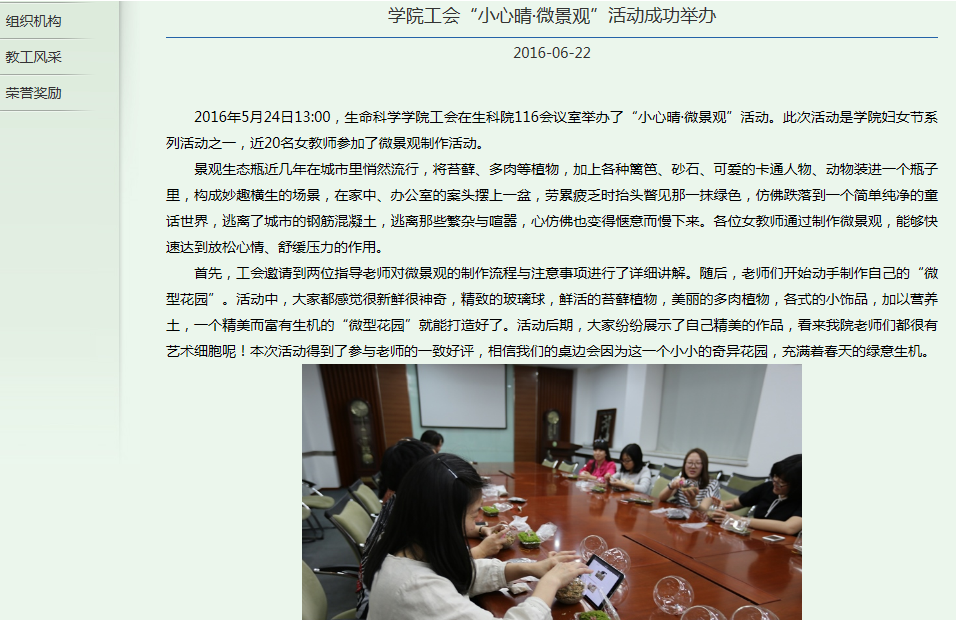 组织机构
教工风采
荣誉奖励
学院工会“小心晴·微景观”活动成功举办
2016-06-22
2016年5月24日13:00，生命科学学院工会在生科院116会议室举办了“小心晴·微景观”活动。此次活动是学院妇女节系
列活动之一，近20名女教师参加了微景观制作活动。
景观生态瓶近几年在城市里悄然流行，将苔藓、多肉等植物，加上各种篱笆、砂石、可爱的卡通人物、动物装进一个瓶子
里，构成妙趣横生的场景，在家中、办公室的案头摆上一盆，劳累疲乏时抬头瞥见那一抹绿色，仿佛跌落到一个简单纯净的童
话世界，逃离了城市的钢筋混凝土，逃离那些繁杂与喧嚣，心仿佛也变得惬意而慢下来。各位女教师通过制作微景观，能够快
速达到放松心情、舒缓压力的作用。
首先，工会邀请到两位指导老师对微景观的制作流程与注意事项进行了详细讲解。随后，老师们开始动手制作自己的“微
型花园”。活动中，大家都感觉很新鲜很神奇，精致的玻璃球，鲜活的苔藓植物，美丽的多肉植物，各式的小饰品，加以营养
土，一个精美而富有生机的“微型花园”就能打造好了。活动后期，大家纷纷展示了自己精美的作品，看来我院老师们都很有
艺术细胞呢！本次活动得到了参与老师的一致好评，相信我们的桌边会因为这一个小小的奇异花园，充满着春天的绿意生机。